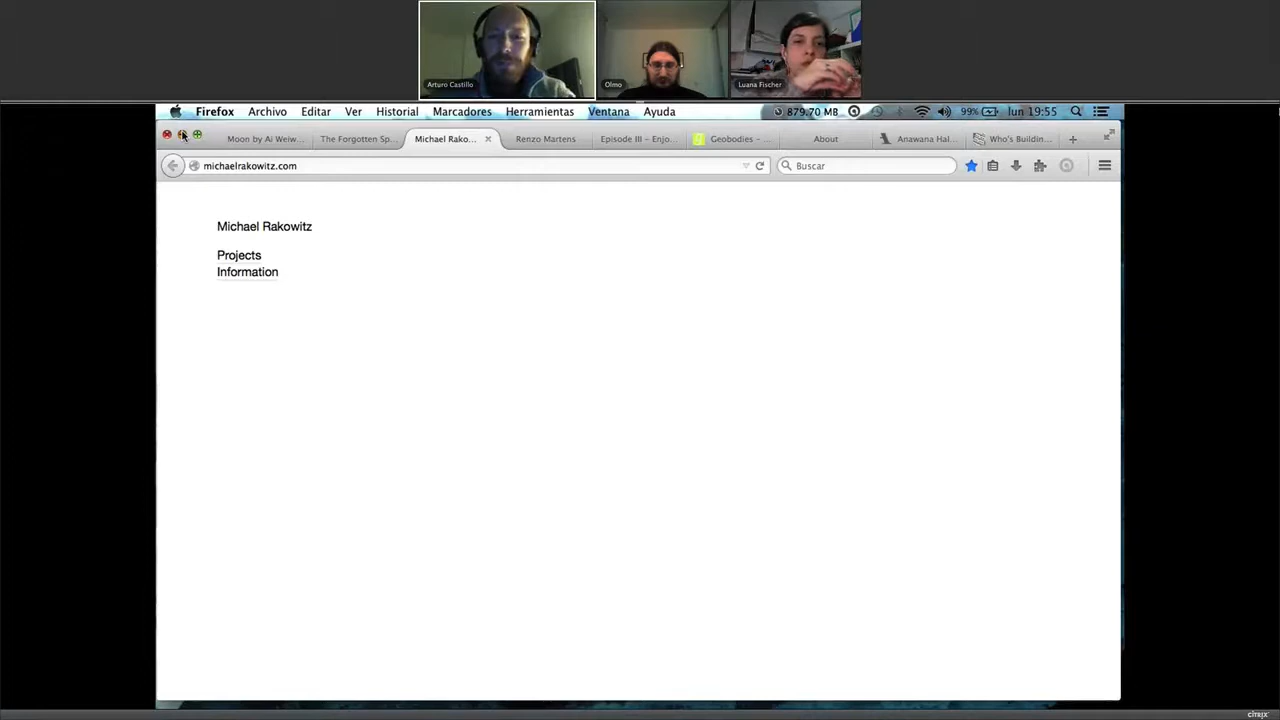 Arturo Castillo
Olmo
Luana Fischer
Firefox Archivo Editar Ver Historial Marcadores Herramientas Ventana Ayuda 879.70 MB 99% lun 19:55
Moon by Ai Weiw... The Forgotten Sp... Michael Rako... Renzo Martens Episode III – Enjo... Geobodies – ... About Anawana Hal... Who's Buildin...
michaelrakowitz.com Buscar
Michael Rakowitz
Projects
Information
CITRIX